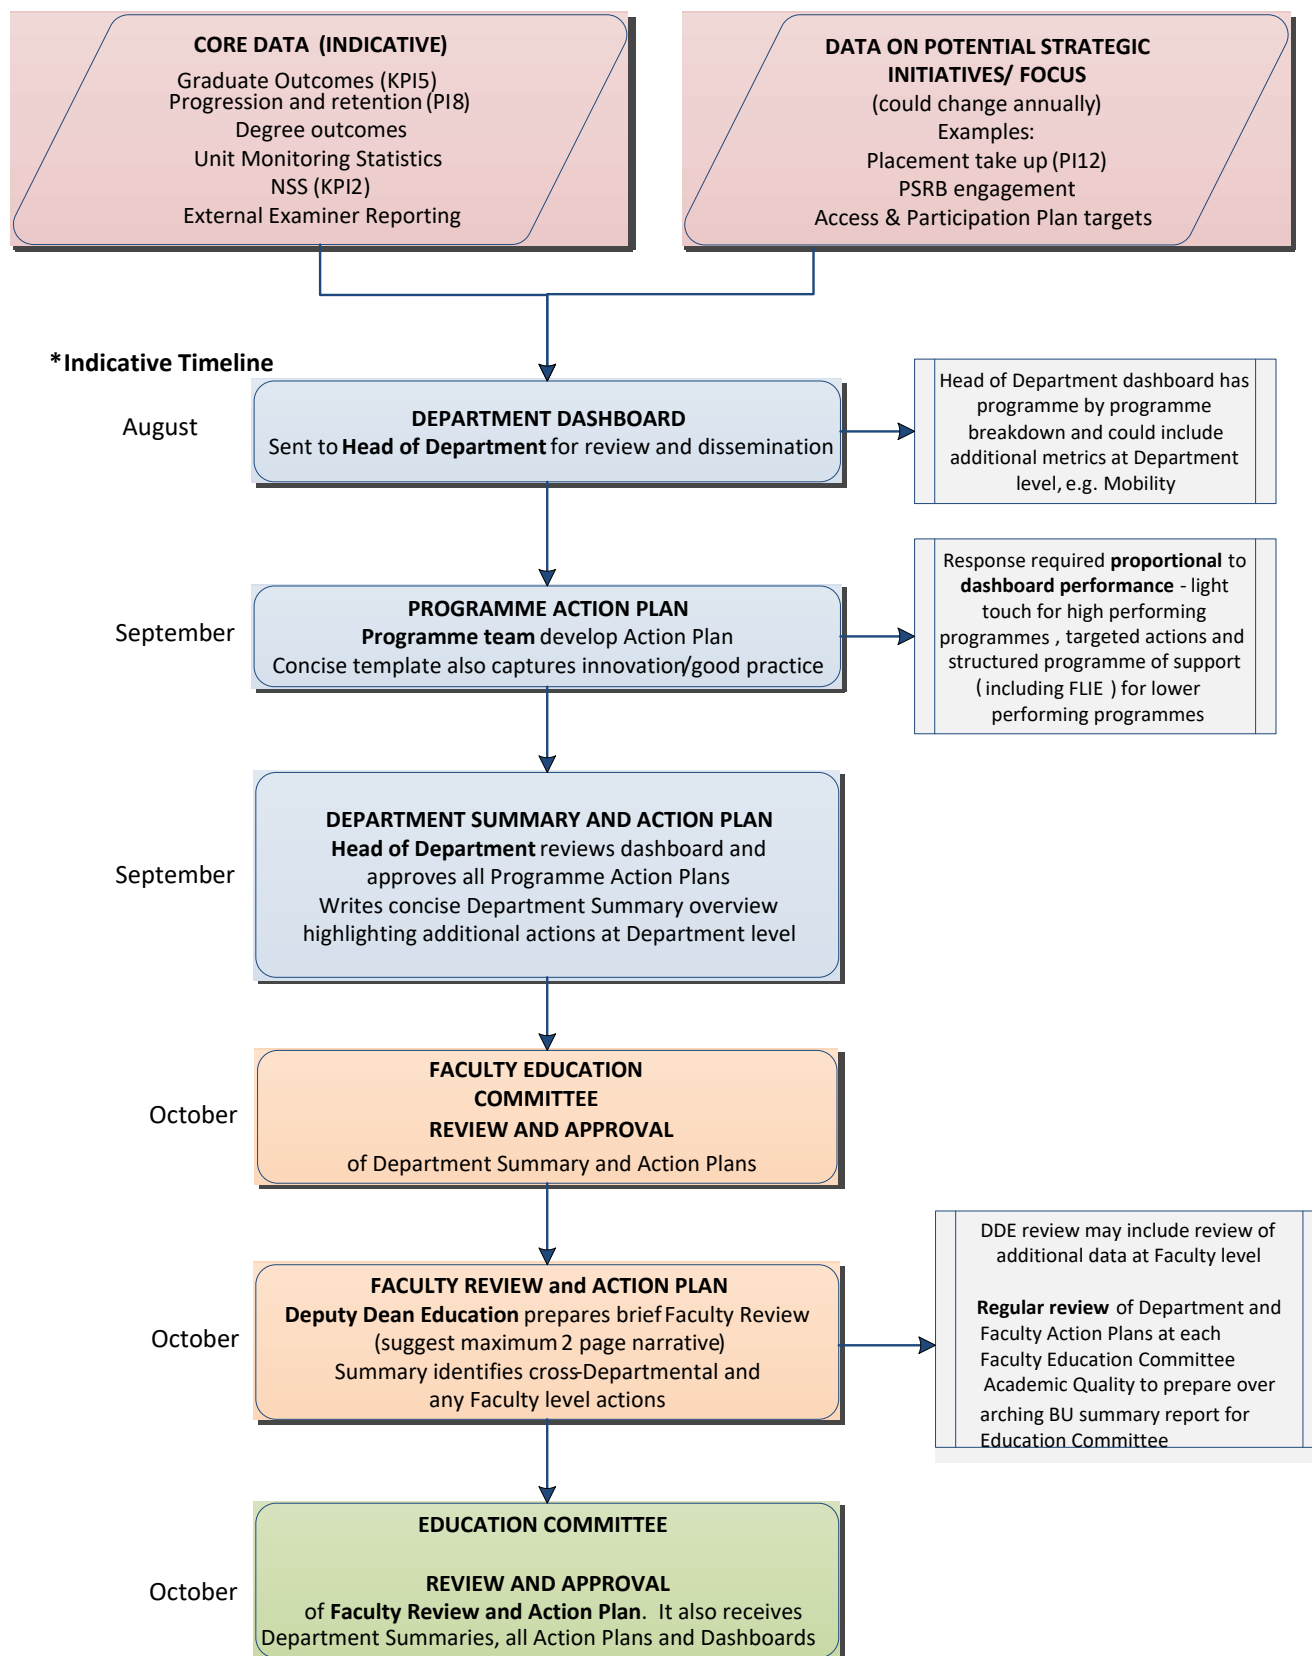 CORE DATA (INDICATIVE)
Graduate Outcomes (KPI5)
Progression and retention (PI8)
Degree outcomes
Unit Monitoring Statistics
NSS (KPI2)
External Examiner Reporting
DATA ON POTENTIAL STRATEGIC
INITIATIVES/ FOCUS
(could change annually)
Examples:
Placement take up (PI12)
PSRB engagement
Access & Participation Plan targets
*Indicative Timeline
August
DEPARTMENT DASHBOARD
Sent to Head of Department for review and dissemination
Head of Department dashboard has
programme by programme
breakdown and could include
additional metrics at Department
level, e.g. Mobility
September
PROGRAMME ACTION PLAN
Programme team develop Action Plan
Concise template also captures innovation/good practice
Response required proportional to
dashboard performance - light
touch for high performing
programmes , targeted actions and
structured programme of support
( including FLIE ) for lower
performing programmes
September
DEPARTMENT SUMMARY AND ACTION PLAN
Head of Department reviews dashboard and
approves all Programme Action Plans
Writes concise Department Summary overview
highlighting additional actions at Department level
October
FACULTY EDUCATION
COMMITTEE
REVIEW AND APPROVAL
of Department Summary and Action Plans
October
FACULTY REVIEW and ACTION PLAN
Deputy Dean Education prepares brief Faculty Review
(suggest maximum 2 page narrative)
Summary identifies cross-Departmental and
any Faculty level actions
DDE review may include review of
additional data at Faculty level
Regular review of Department and
Faculty Action Plans at each
Faculty Education Committee
Academic Quality to prepare over
arching BU summary report for
Education Committee
October
EDUCATION COMMITTEE
REVIEW AND APPROVAL
of Faculty Review and Action Plan. It also receives
Department Summaries, all Action Plans and Dashboards